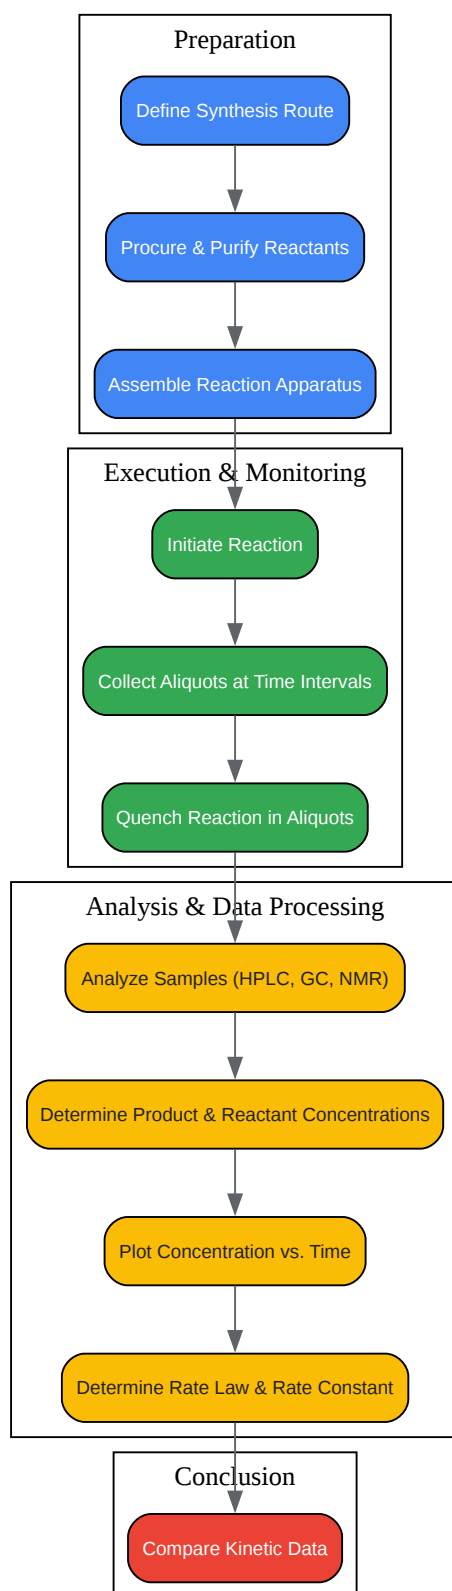 Preparation
Define Synthesis Route
Procure & Purify Reactants
Assemble Reaction Apparatus
Execution & Monitoring
Initiate Reaction
Collect Aliquots at Time Intervals
Quench Reaction in Aliquots
Analysis & Data Processing
Analyze Samples (HPLC, GC, NMR)
Determine Product & Reactant Concentrations
Plot Concentration vs. Time
Determine Rate Law & Rate Constant
Conclusion
Compare Kinetic Data